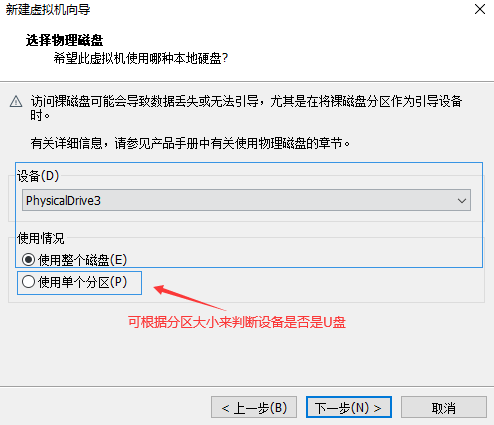 新建虚拟机向导
选择物理磁盘
希望此虚拟机使用哪种本地硬盘?
访问裸磁盘可能会导致数据丢失或无法引导，尤其是在将裸磁盘分区作为引导设备
时。
有关详细信息，请参见产品手册中有关使用物理磁盘的章节。
设备(D)
PhysicalDrive3
使用情况
使用整个磁盘(E)
使用单个分区(P)
可根据分区大小来判断设备是否是U盘
< 上一步(B)
下一步(N) >
取消